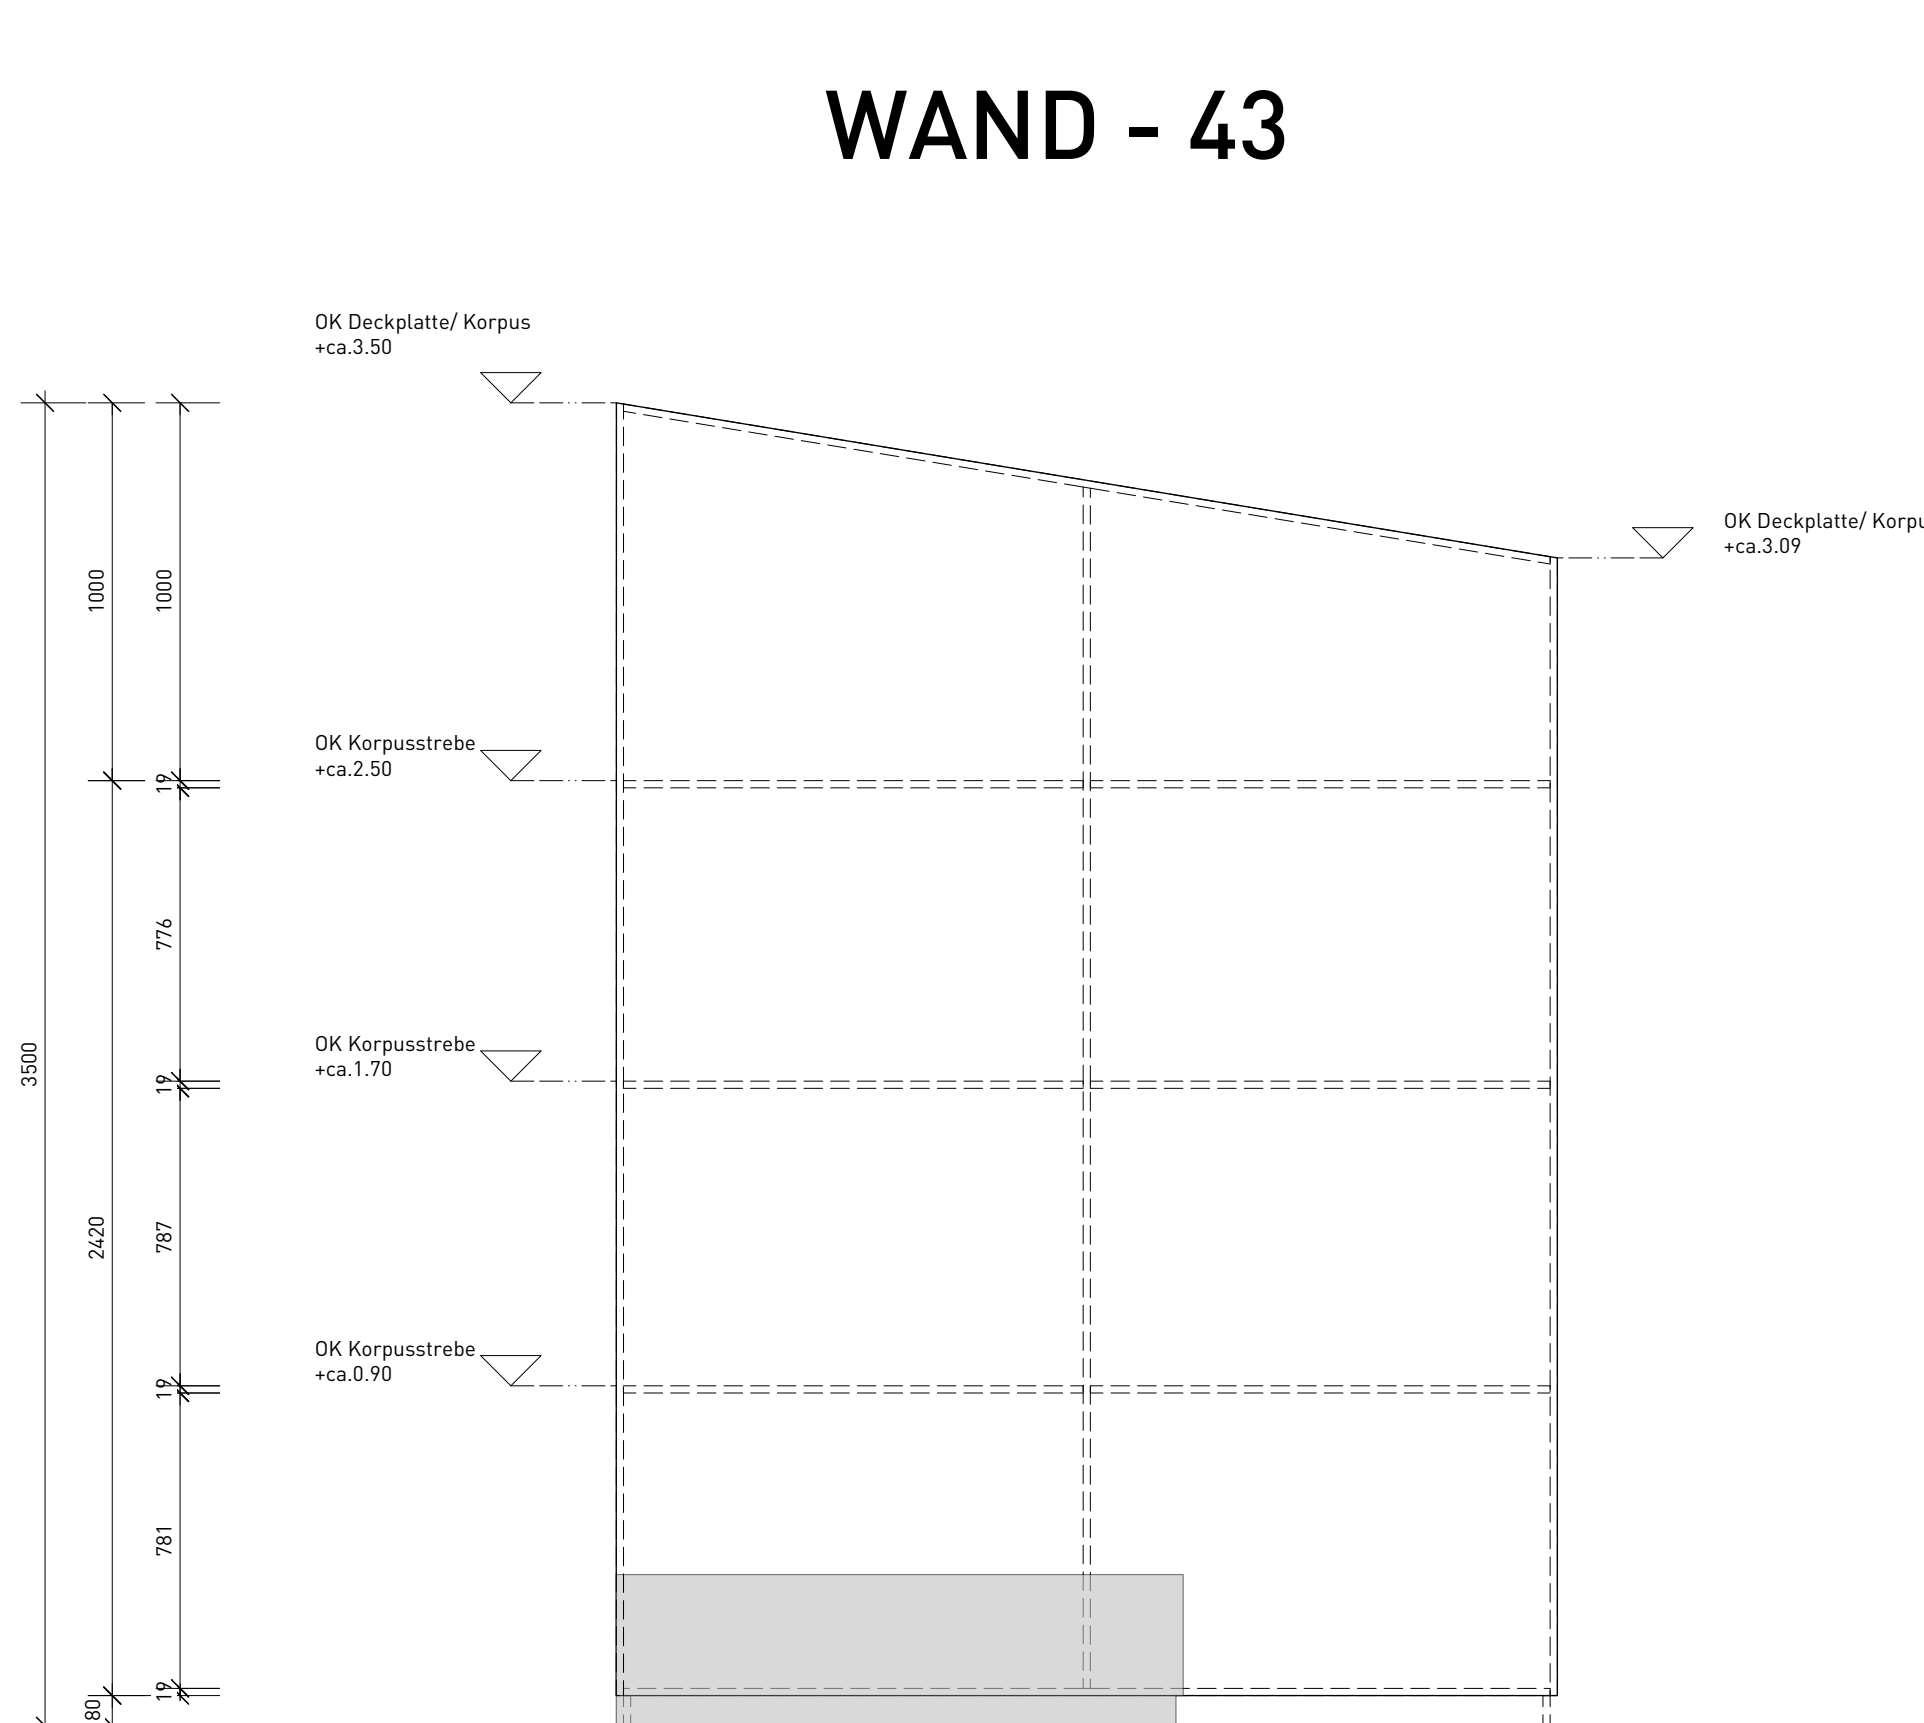 WAND - 43
OK Deckplatte/ Korpus
+ca.3.50
OK Deckplatte/ Korpu
+ca.3.09
1000
1000
OK Korpusstrebe
+ca.2.50
19
776
3500
OK Korpusstrebe
+ca.1.70
19
2420
787
OK Korpusstrebe
+ca.0.90
19
781
19
80